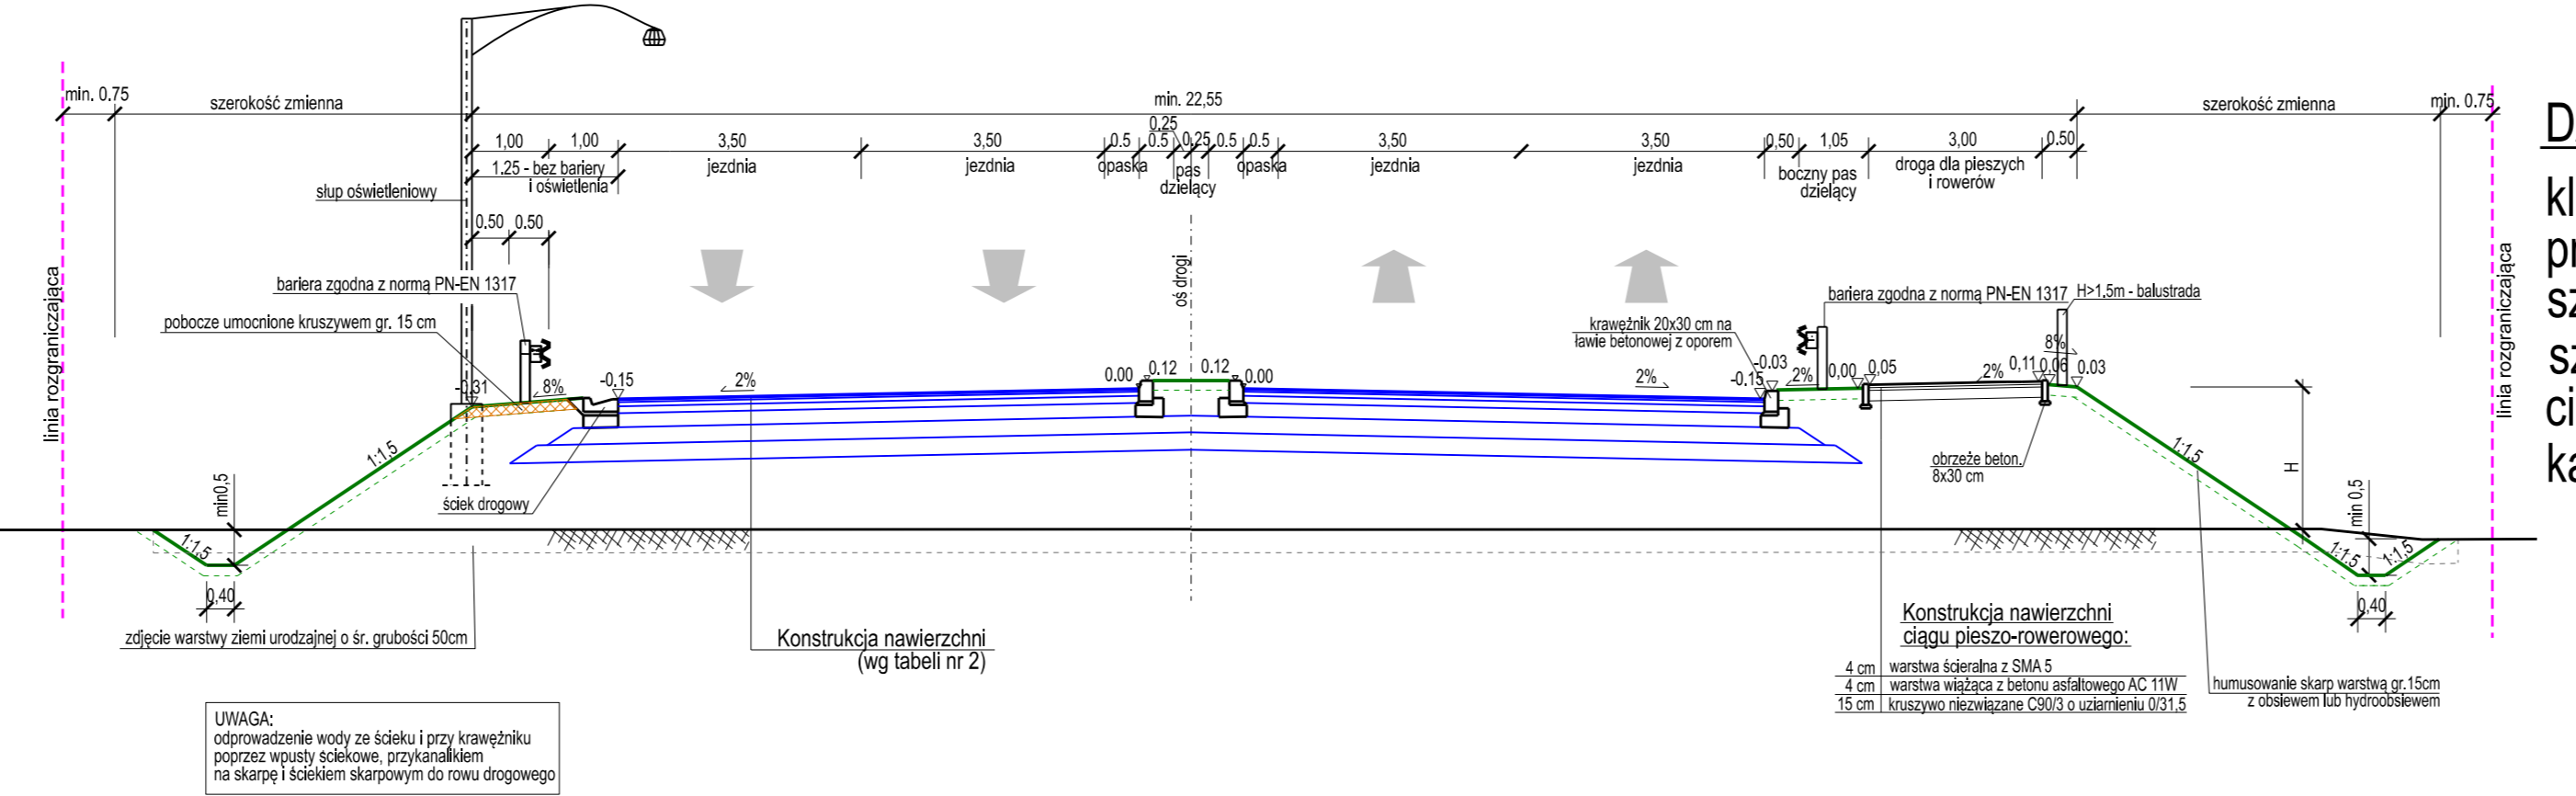 min. 0.75
szerokość zmienna
min. 22,55
szerokość zmienna
min. 0.75
0.25
1,00
1,00
3,50
3,50
0.5
0.5
0.25
0.5
0.5
3,50
3,50
0,50
1,05
3,00
0.50
1.25 - bez bariery
i oświetlenia
jezdnia
jezdnia
opaska
pas
dzielący
opaska
jezdnia
jezdnia
boczny pas
dzielący
droga dla pieszych
i rowerów
słup oświetleniowy
0.50
0.50
linia rozgraniczająca
oś drogi
linia rozgraniczająca
bariera zgodna z normą PN-EN 1317
pobocze umocnione kruszywem gr. 15 cm
bariera zgodna z normą PN-EN 1317
H>1,5m - balustrada
krawężnik 20x30 cm na
ławie betonowej z oporem
-0.31
8%
-0.15
2%
0.00
0.12
0.12
0.00
2%
-0.15
-0.03
2%
0,00
0,05
2%
0,11
0,06
8%
0.03
1:1,5
min0,5
1:1,5
0,40
ściek drogowy
obrzeże beton.
8x30 cm
1:1,5
H
min 0,5
1:1,5
1:1,5
0,40
zdjęcie warstwy ziemi urodzajnej o śr. grubości 50cm
Konstrukcja nawierzchni
(wg tabeli nr 2)
Konstrukcja nawierzchni
ciągu pieszo-rowerowego:
4 cm warstwa ścieralna z SMA 5
4 cm warstwa wiążąca z betonu asfaltowego AC 11W
15 cm kruszywo niezwiązane C90/3 o uziarnieniu 0/31,5
humusowanie skarp warstwą gr.15cm
z obsiewem lub hydroobsiewem
UWAGA:
odprowadzenie wody ze ścieku i przy krawężniku
poprzez wpusty ściekowe, przykanalikiem
na skarpę i ściekiem skarpowym do rowu drogowego
D
kl
pr
sz
sz
ci
ka